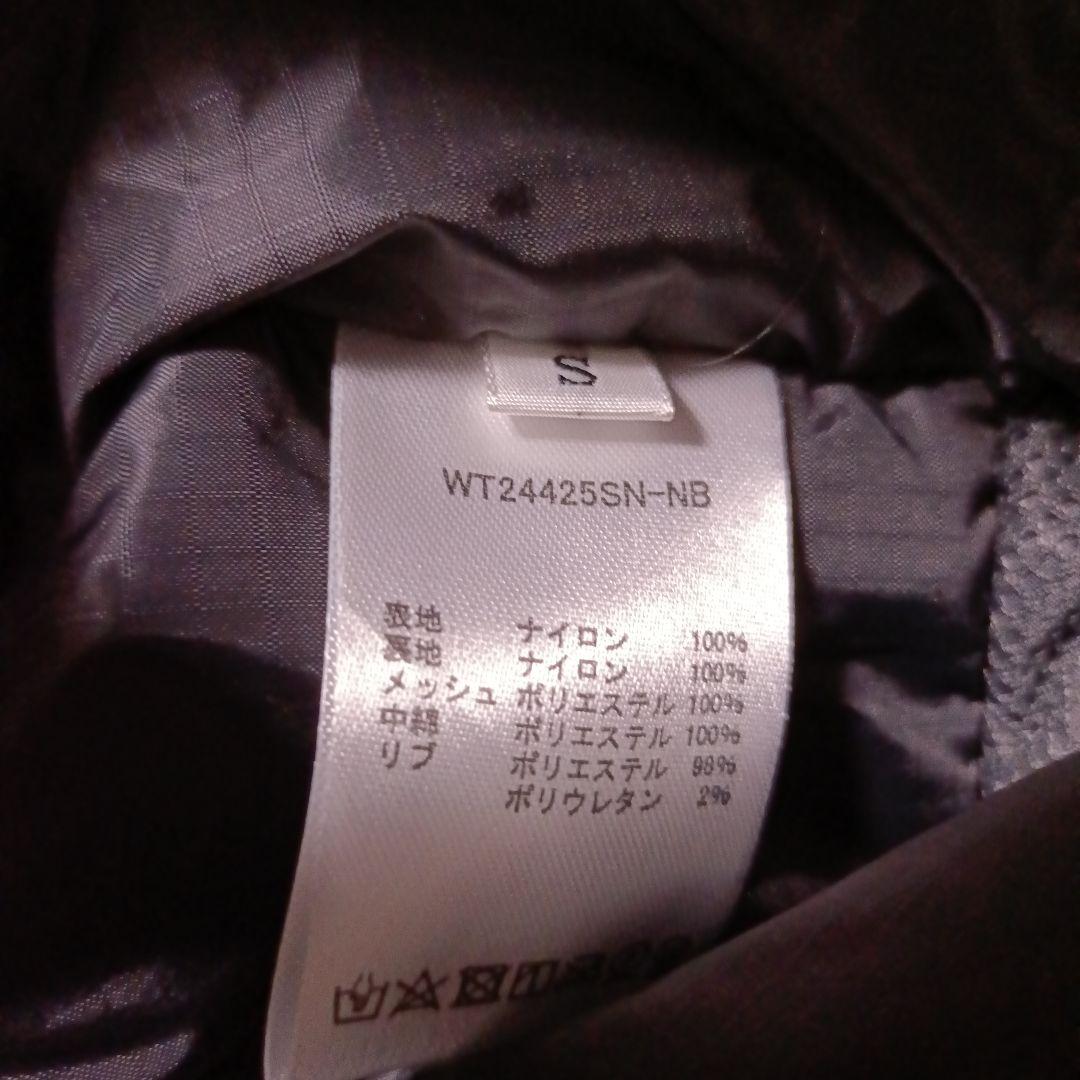 S
WT24425SN-NB
表地 ナイロン 100%
裏地 ナイロン 100%
メッシュ ポリエステル 100%
中綿 ポリエステル 100%
リブ ポリエステル 98%
ポリウレタン 2%